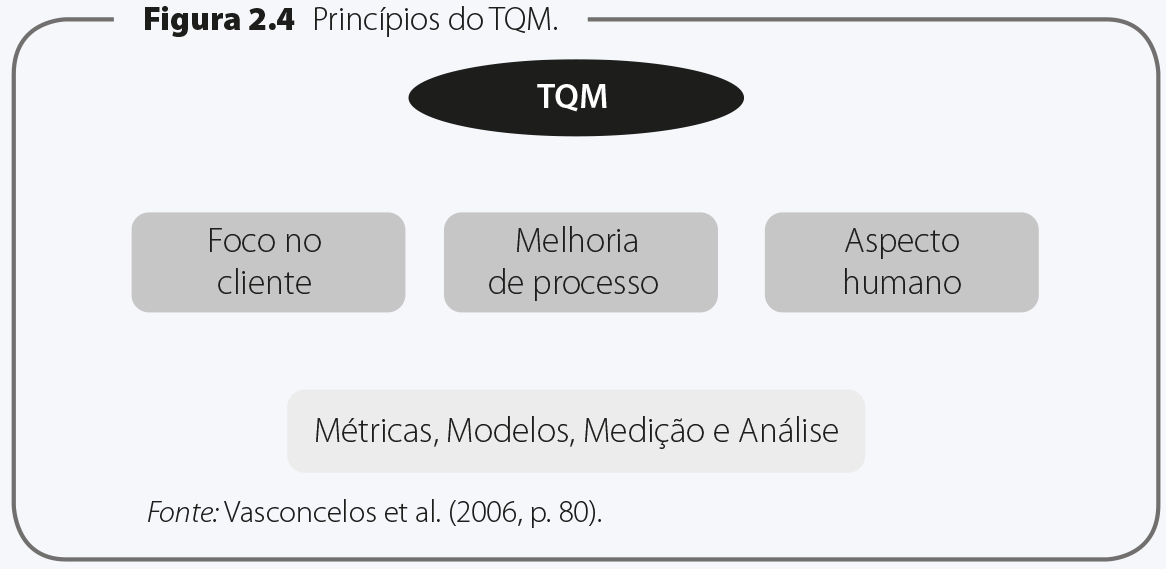 Figura 2.4 Princípios do TQM.
TQM
Foco no
cliente
Melhoria
de processo
Aspecto
humano
Métricas, Modelos, Medição e Análise
Fonte: Vasconcelos et al. (2006, p. 80).